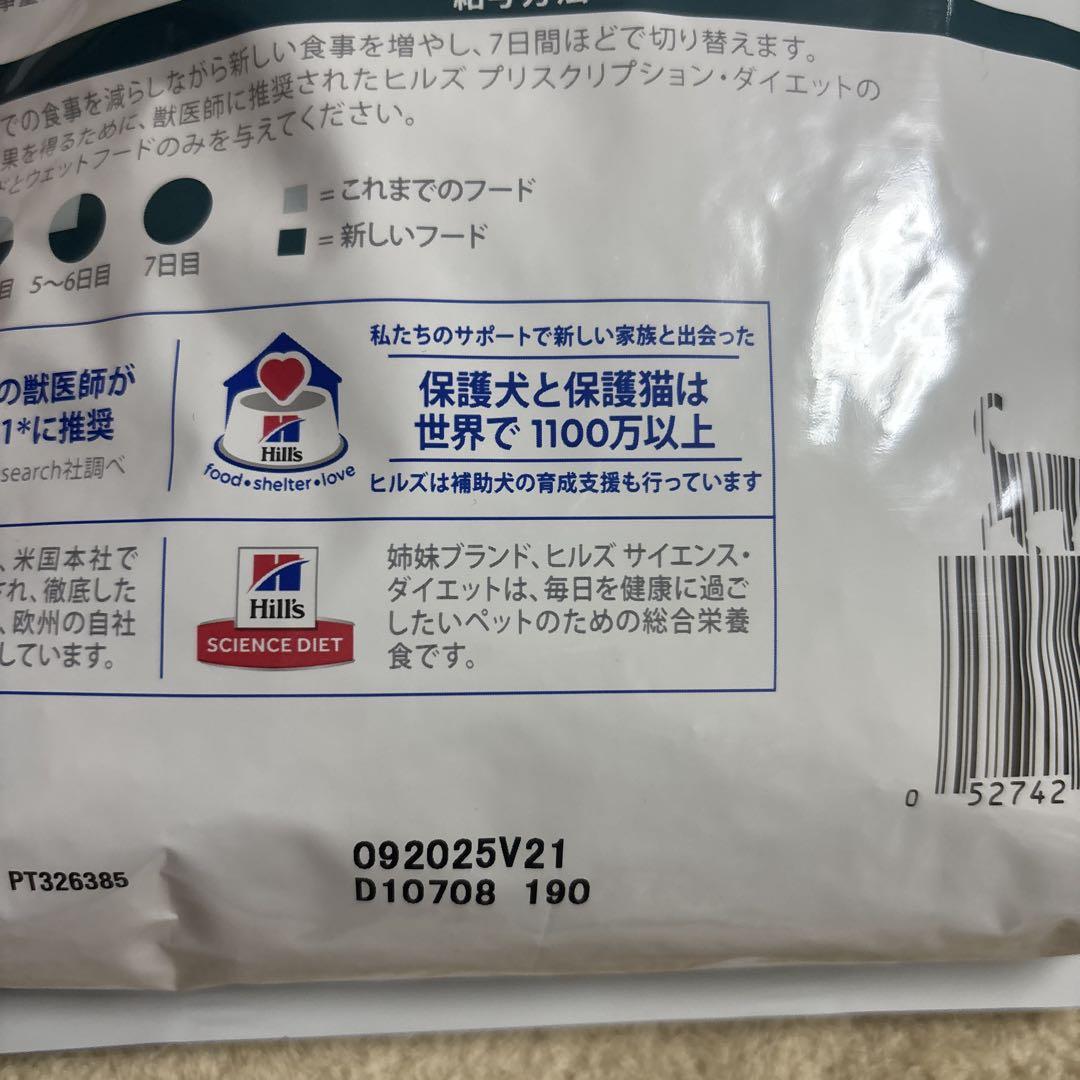 給与方法
新しい食事を増やし、7日間ほどで切り替えます。
での食事を減らしながら新しい食事を
果を得るために、獣医師に推奨されたヒルズ プリスクリプション・ダイエットの
ドとウェットフードのみを与えてください。
=これまでのフード
=新しいフード
目 5〜6日目 7日目
の獣医師が
1*に推奨
search社調べ
Hill's
food•shelter•love
私たちのサポートで新しい家族と出会った
保護犬と保護猫は
世界で 1100万以上
ヒルズは補助犬の育成支援も行っています
、米国本社で
され、徹底した
、欧州の自社
しています。
Hill's
SCIENCE DIET
姉妹ブランド、ヒルズ サイエンス・
ダイエットは、毎日を健康に過ご
したいペットのための総合栄養
食です。
0 52742
PT326385
092025V21
D10708 190